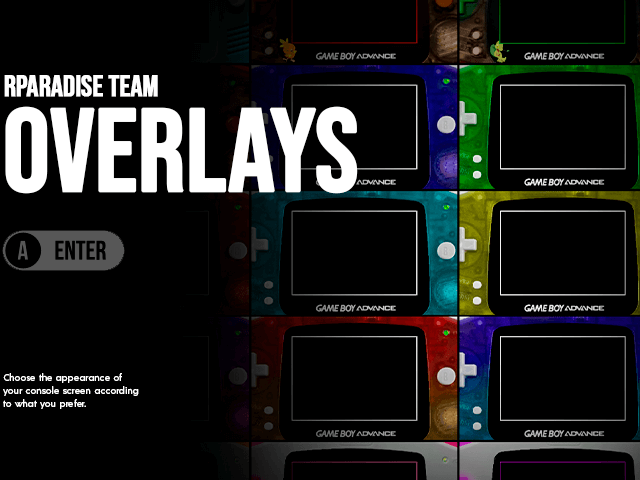 GAME BOY ADVANCE
GAME BOY ADVANCE
RPARADISE TEAM
OVERLAYS
GAME BOY ADVANCE
GAME BOY ADVANCE
A ENTER
GAME BOY ADVANCE
GAME BOY ADVANCE
Choose the appearance of
your console screen according
to what you prefer.
GAME BOY ADVANCE
GAME BOY ADVANCE